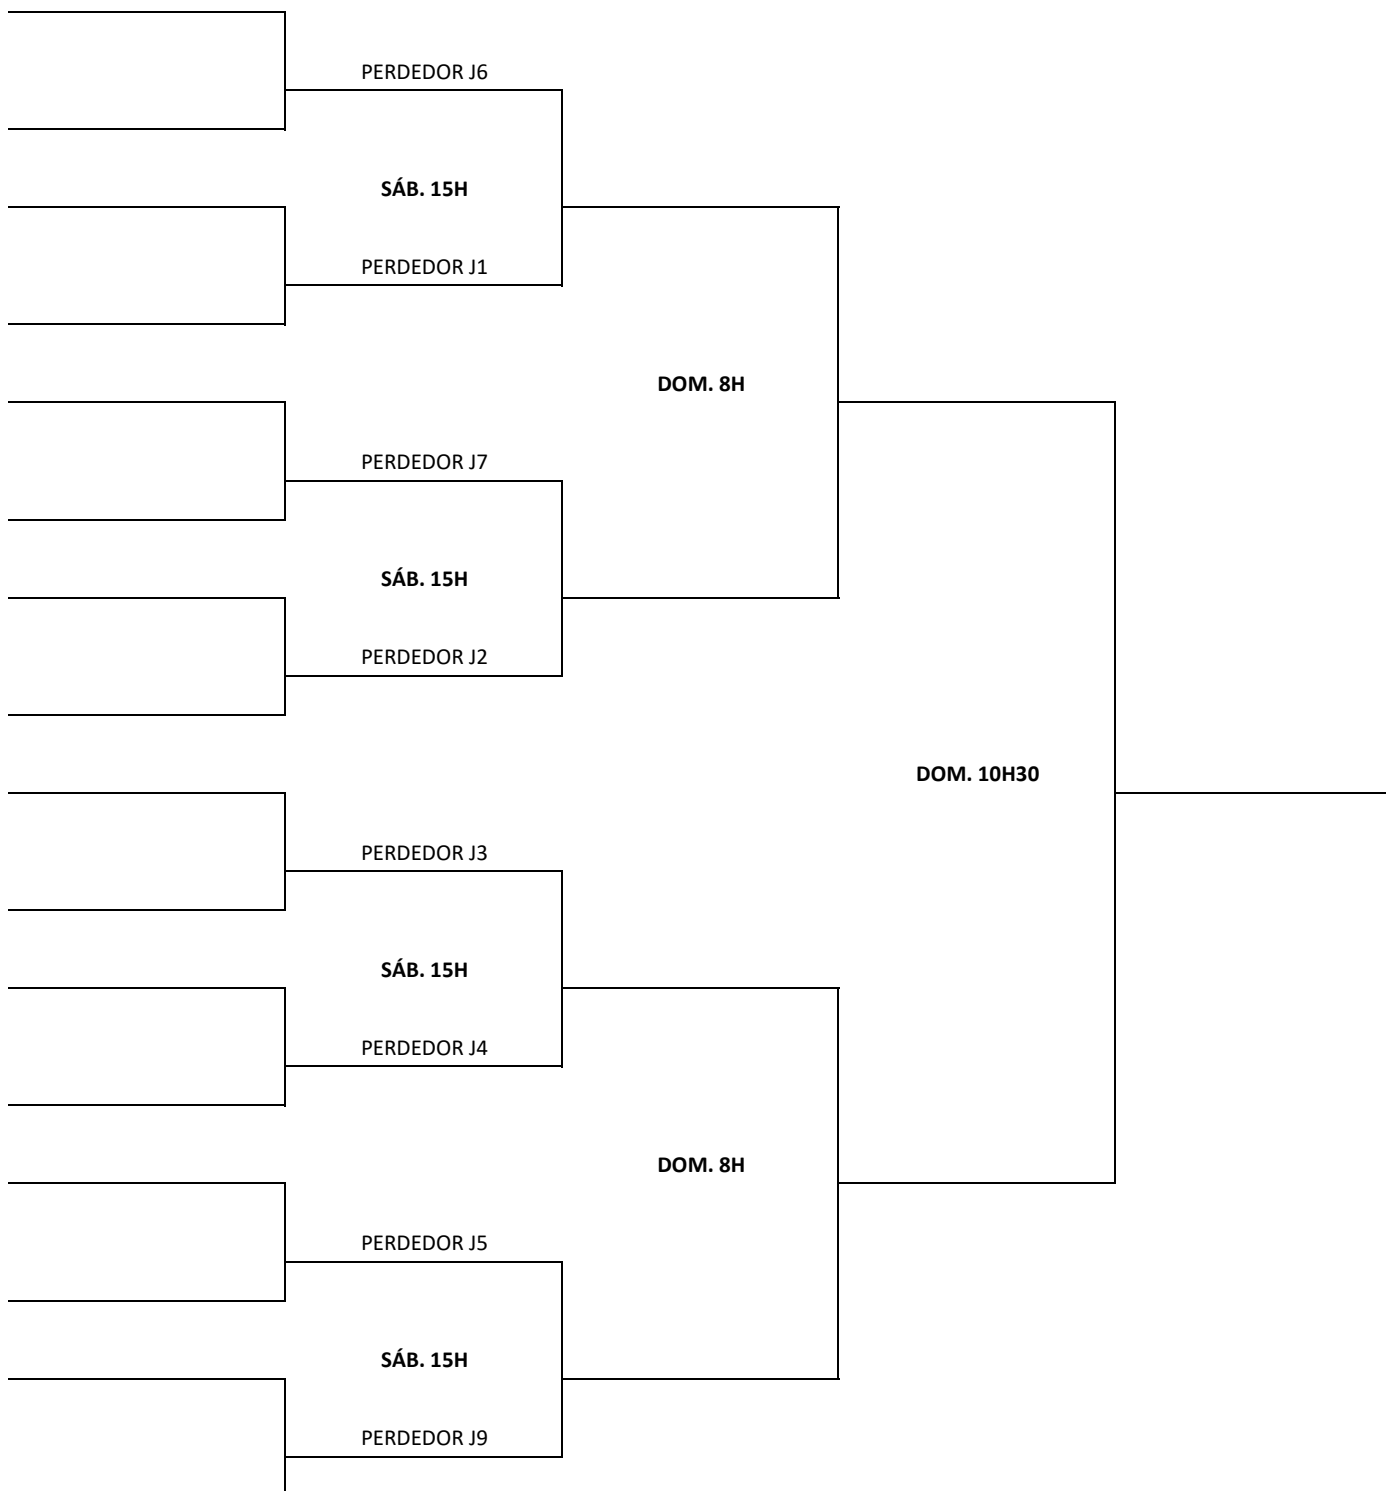 PERDEDOR J6
SÁB. 15H
PERDEDOR J1
DOM. 8H
PERDEDOR J7
SÁB. 15H
PERDEDOR J2
DOM. 10H30
PERDEDOR J3
SÁB. 15H
PERDEDOR J4
DOM. 8H
PERDEDOR J5
SÁB. 15H
PERDEDOR J9